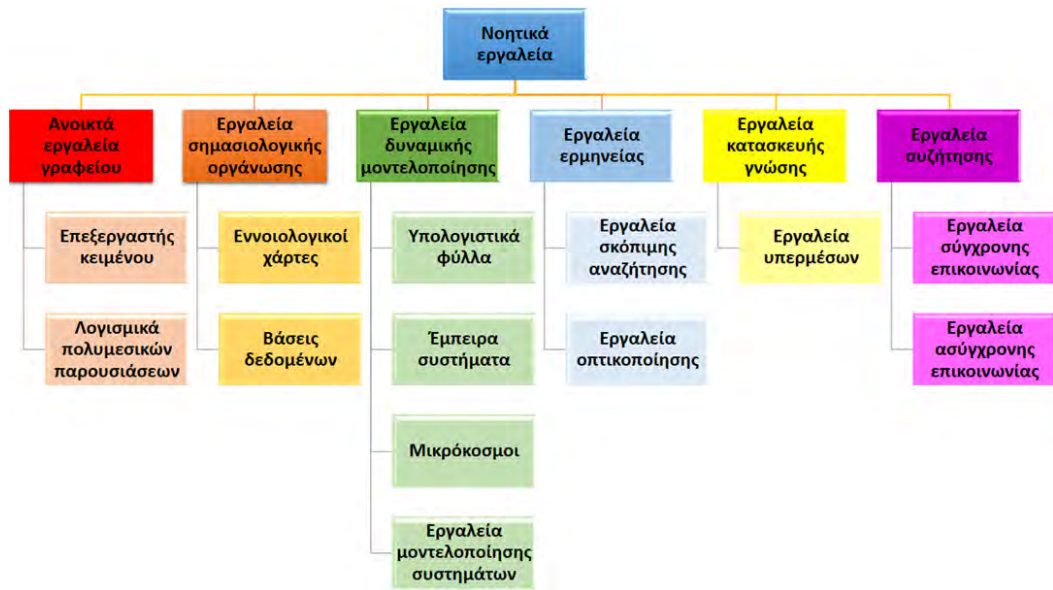 Νοητικά
εργαλεία
Ανοικτά
εργαλεία
γραφείου
Εργαλεία
σημασιολογικής
οργάνωσης
Εργαλεία
δυναμικής
μοντελοποίησης
Εργαλεία
ερμηνείας
Εργαλεία
κατασκευής
γνώσης
Εργαλεία
συζήτησης
Επεξεργαστής
κειμένου
Εννοιολογικοί
χάρτες
Υπολογιστικά
φύλλα
Εργαλεία
σκόπιμης
αναζήτησης
Εργαλεία
υπερμέσων
Εργαλεία
σύγχρονης
επικοινωνίας
Λογισμικά
πολυμεσικών
παρουσιάσεων
Βάσεις
δεδομένων
Έμπειρα
συστήματα
Εργαλεία
οπτικοποίησης
Εργαλεία
ασύγχρονης
επικοινωνίας
Μικρόκοσμοι
Εργαλεία
μοντελοποίησης
συστημάτων